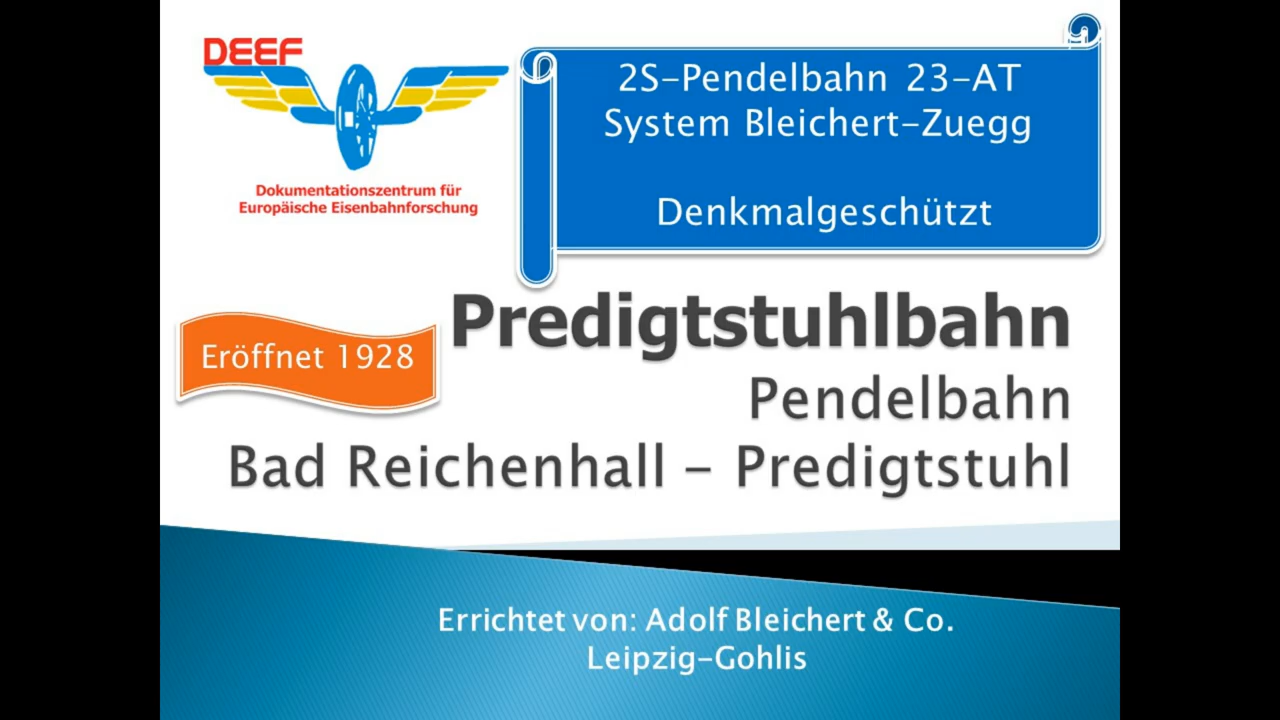 DEEF
Dokumentationszentrum für
Europäische Eisenbahnforschung
2S-Pendelbahn 23-AT
System Bleichert-Zuegg
Denkmalgeschützt
Eröffnet 1928
Predigtstuhlbahn
Pendelbahn
Bad Reichenhall - Predigtstuhl
Errichtet von: Adolf Bleichert & Co.
Leipzig-Gohlis